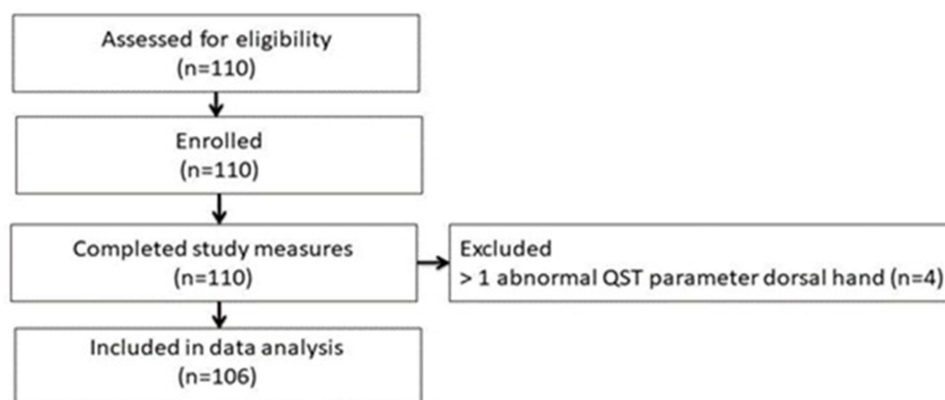 Assessed for eligibility
(n=110)
Enrolled
(n=110)
Completed study measures
(n=110)
Excluded
> 1 abnormal QST parameter dorsal hand (n=4)
Included in data analysis
(n=106)